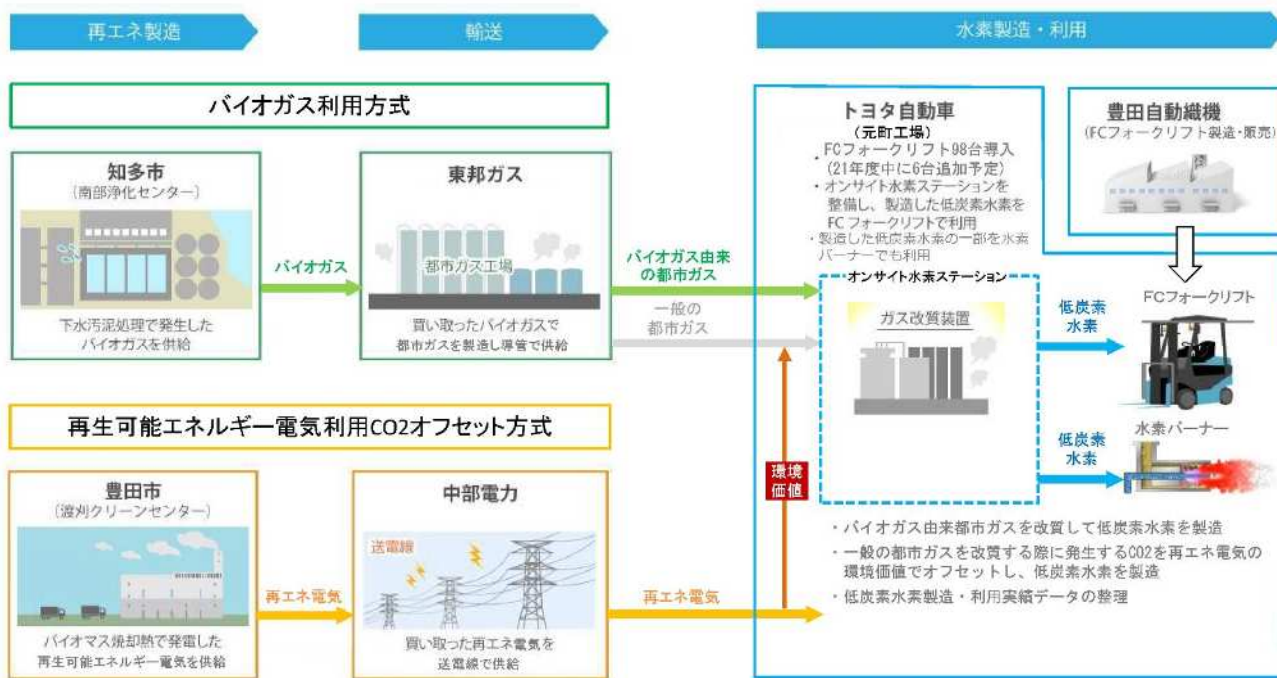 再エネ製造
輸送
水素製造・利用
バイオガス利用方式
知多市
(南部浄化センター)
下水汚泥処理で発生した
バイオガスを供給
バイオガス
東邦ガス
都市ガス工場
買い取ったバイオガスで
都市ガスを製造し導管で供給
バイオガス由来
の都市ガス
一般の
都市ガス
トヨタ自動車
(元町工場)
・FCフォークリフト98台導入
(21年度中に6台追加予定)
・オンサイト水素ステーションを
整備し、製造した低炭素水素を
FCフォークリフトで利用
・製造した低炭素水素の一部を水素
バーナーでも利用
オンサイト水素ステーション
ガス改質装置
豊田自動織機
(FCフォークリフト製造・販売)
低炭素
水素
FCフォークリフト
低炭素
水素
水素バーナー
再生可能エネルギー電気利用CO2オフセット方式
豊田市
(渡刈クリーンセンター)
バイオマス焼却熱で発電した
再生可能エネルギー電気を供給
再エネ電気
中部電力
送電線
買い取った再エネ電気を
送電線で供給
再エネ電気
環境
価値
・バイオガス由来都市ガスを改質して低炭素水素を製造
・一般の都市ガスを改質する際に発生するCO2を再エネ電気の
環境価値でオフセットし、低炭素水素を製造
・低炭素水素製造・利用実績データの整理